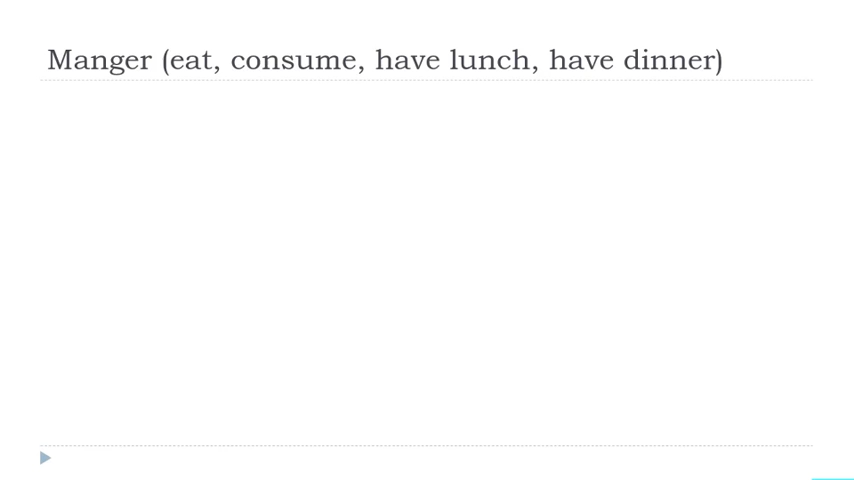 Manger (eat, consume, have lunch, have dinner)